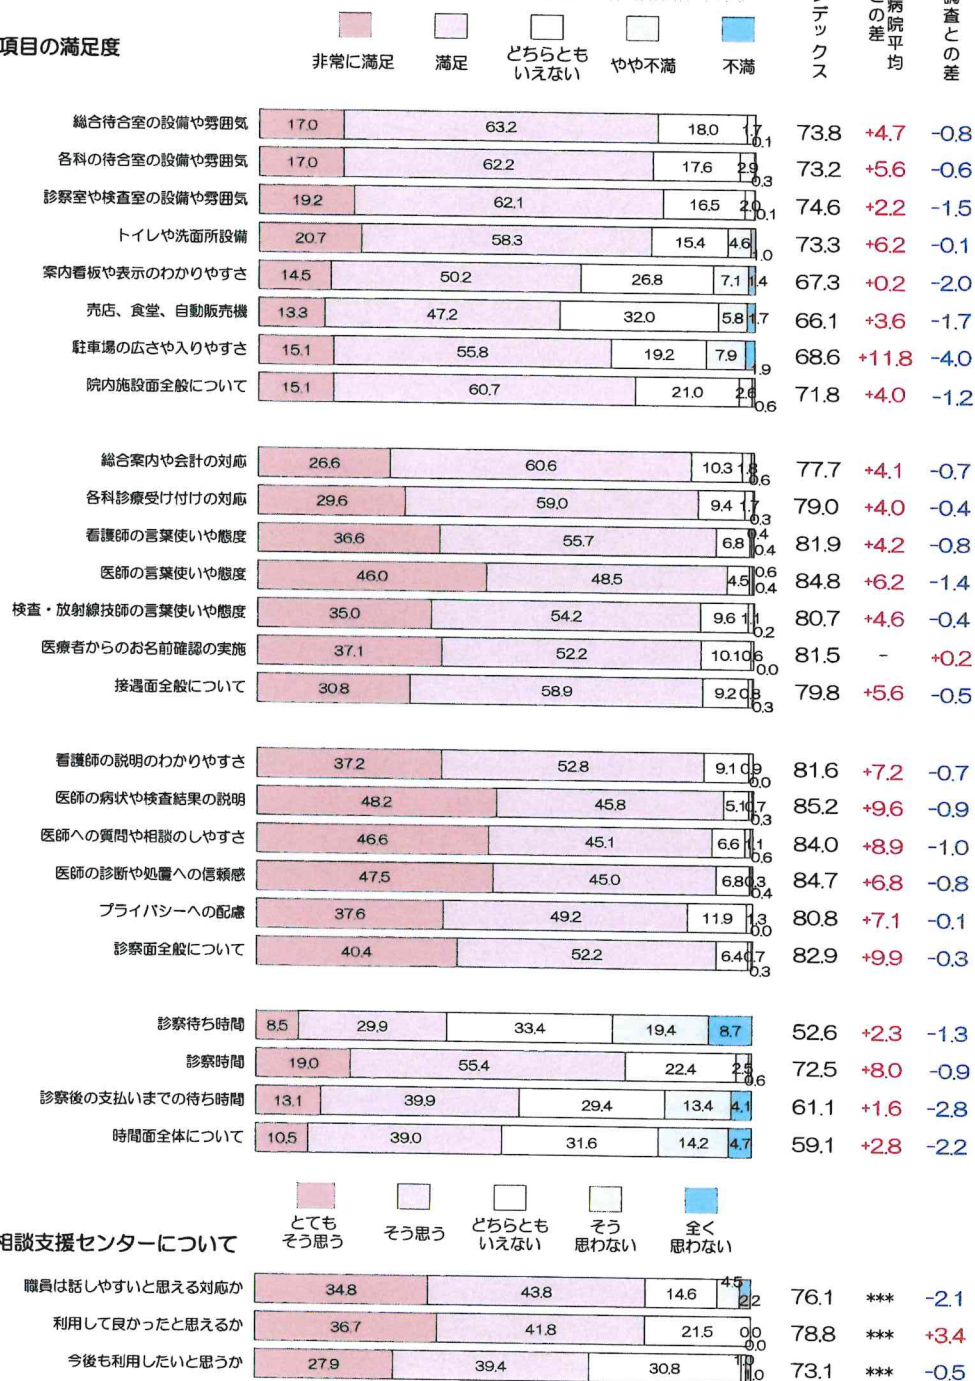 項目の満足度
非常に満足 満足 どちらとも いえない やや不満 不満
デックス
病院平均
との差
調査との差
総合待合室の設備や雰囲気 17.0 63.2 18.0 1.7 0.1 73.8 +4.7 -0.8
各科の待合室の設備や雰囲気 17.0 62.2 17.6 2.9 0.3 73.2 +5.6 -0.6
診察室や検査室の設備や雰囲気 19.2 62.1 16.5 2.0 0.1 74.6 +2.2 -1.5
トイレや洗面所設備 20.7 58.3 15.4 4.6 1.0 73.3 +6.2 -0.1
案内看板や表示のわかりやすさ 14.5 50.2 26.8 7.1 1.4 67.3 +0.2 -2.0
売店、食堂、自動販売機 13.3 47.2 32.0 5.8 1.7 66.1 +3.6 -1.7
駐車場の広さや入りやすさ 15.1 55.8 19.2 7.9 1.9 68.6 +11.8 -4.0
院内施設面全般について 15.1 60.7 21.0 2.6 0.6 71.8 +4.0 -1.2
総合案内や会計の対応 26.6 60.6 10.3 1.8 0.6 77.7 +4.1 -0.7
各科診療受け付けの対応 29.6 59.0 9.4 1.7 0.3 79.0 +4.0 -0.4
看護師の言葉使いや態度 36.6 55.7 6.8 0.4 0.4 81.9 +4.2 -0.8
医師の言葉使いや態度 46.0 48.5 4.5 0.6 0.4 84.8 +6.2 -1.4
検査・放射線技師の言葉使いや態度 35.0 54.2 9.6 1.1 0.2 80.7 +4.6 -0.4
医療者からのお名前確認の実施 37.1 52.2 10.1 0.6 0.0 81.5 - +0.2
接遇面全般について 30.8 58.9 9.2 0.8 0.3 79.8 +5.6 -0.5
看護師の説明のわかりやすさ 37.2 52.8 9.1 0.9 0.0 81.6 +7.2 -0.7
医師の病状や検査結果の説明 48.2 45.8 5.1 0.7 0.3 85.2 +9.6 -0.9
医師への質問や相談のしやすさ 46.6 45.1 6.6 1.1 0.6 84.0 +8.9 -1.0
医師の診断や処置への信頼感 47.5 45.0 6.8 0.3 0.4 84.7 +6.8 -0.8
プライバシーへの配慮 37.6 49.2 11.9 1.3 0.0 80.8 +7.1 -0.1
診察面全般について 40.4 52.2 6.4 0.7 0.3 82.9 +9.9 -0.3
診察待ち時間 8.5 29.9 33.4 19.4 8.7 52.6 +2.3 -1.3
診察時間 19.0 55.4 22.4 2.5 0.6 72.5 +8.0 -0.9
診察後の支払いまでの待ち時間 13.1 39.9 29.4 13.4 4.1 61.1 +1.6 -2.8
時間面全体について 10.5 39.0 31.6 14.2 4.7 59.1 +2.8 -2.2
とても そう思う そう思う どちらとも いえない そう 思わない 全く 思わない
相談支援センターについて
職員は話しやすいと思える対応か 34.8 43.8 14.6 4.5 2.2 76.1 *** -2.1
利用して良かったと思えるか 36.7 41.8 21.5 0.0 0.0 78.8 *** +3.4
今後も利用したいと思うか 27.9 39.4 30.8 1.0 1.0 73.1 *** -0.5